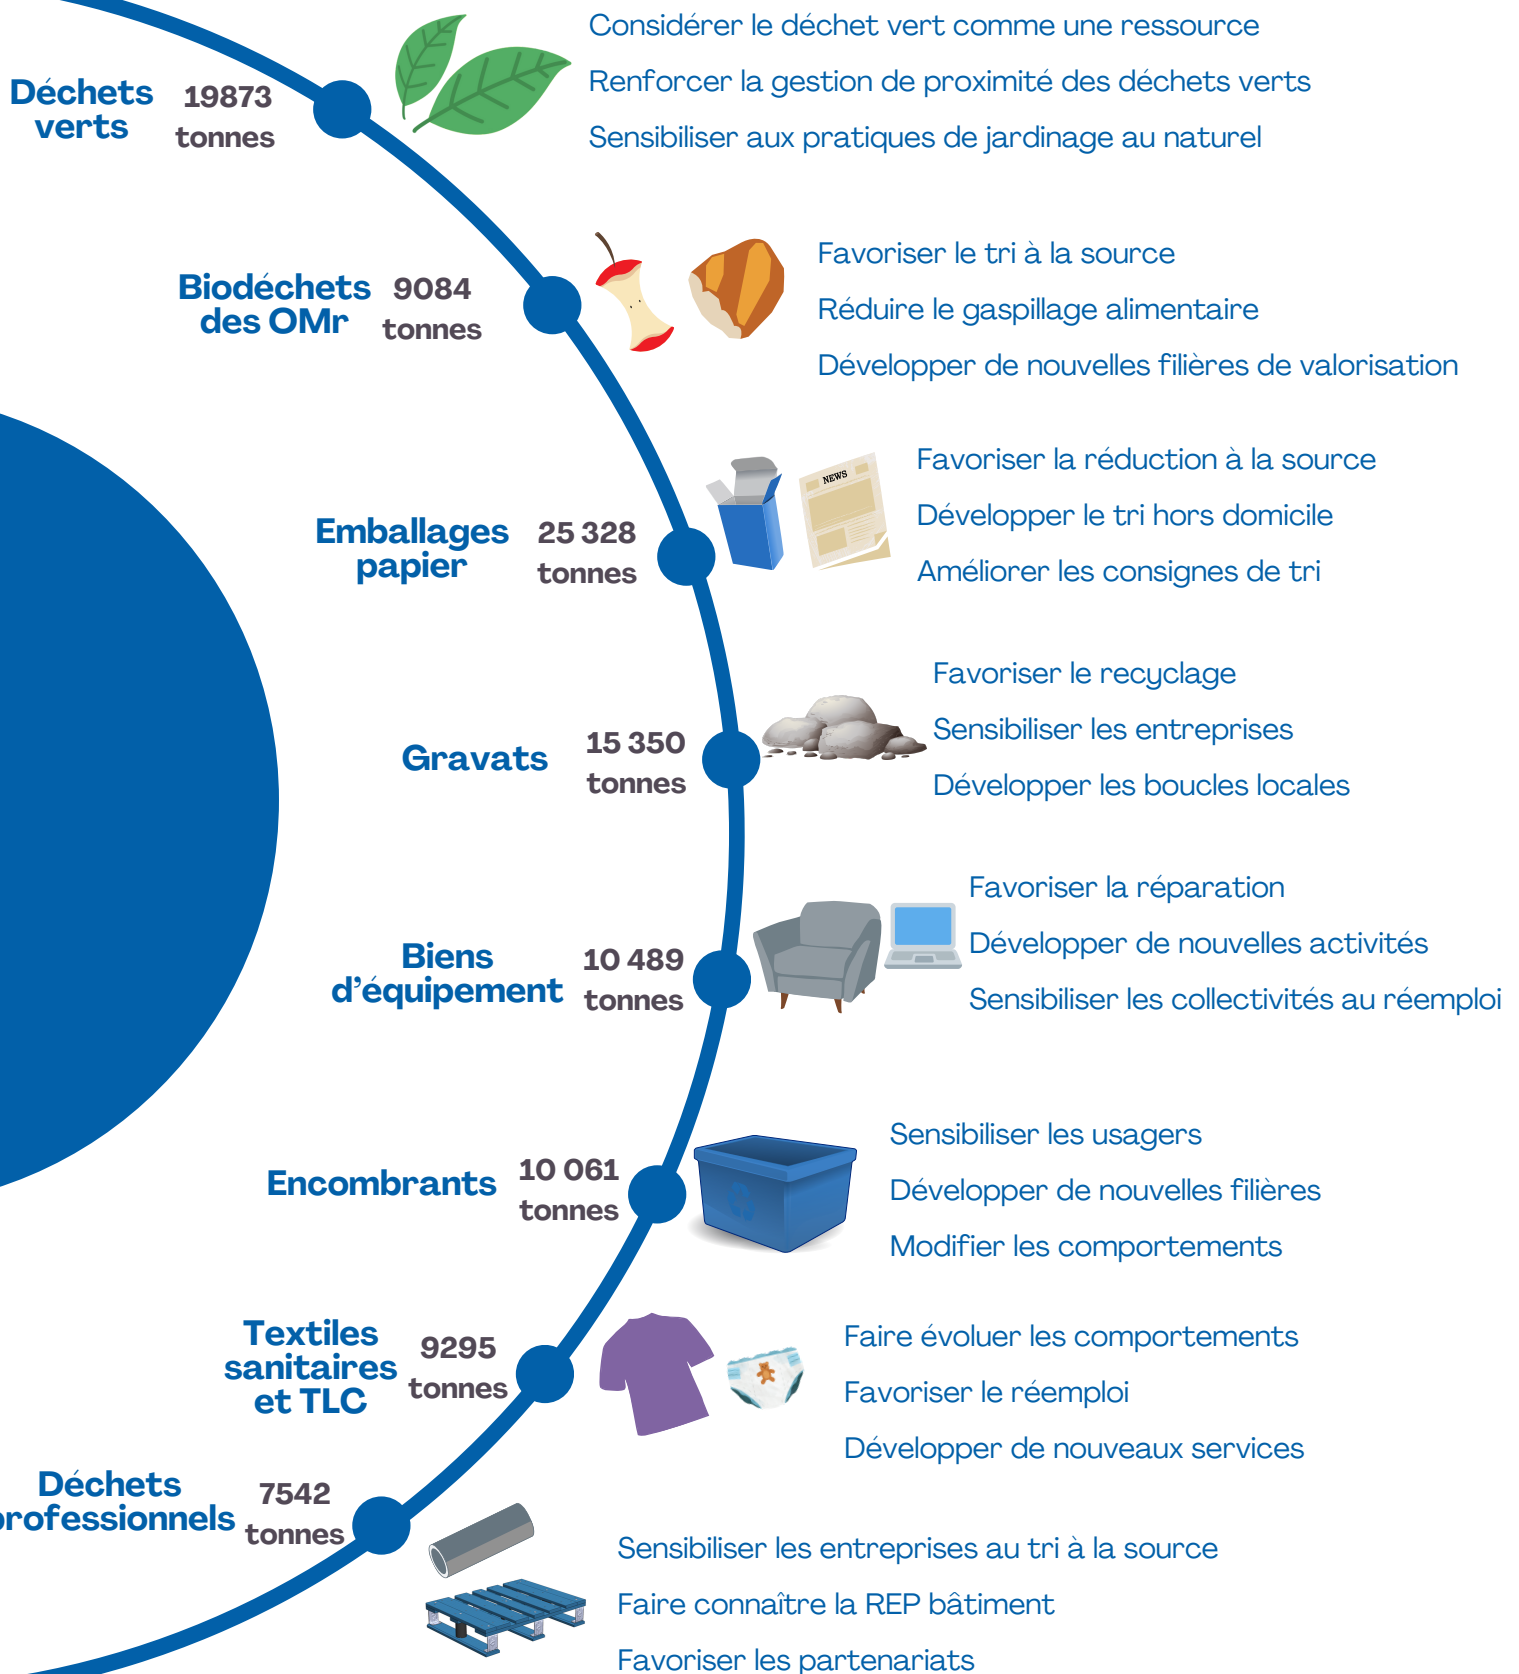 Déchets
verts
19873
tonnes
Considérer le déchet vert comme une ressource
Renforcer la gestion de proximité des déchets verts
Sensibiliser aux pratiques de jardinage au naturel
Biodéchets
des OMr
9084
tonnes
Favoriser le tri à la source
Réduire le gaspillage alimentaire
Développer de nouvelles filières de valorisation
Emballages
papier
25 328
tonnes
NEWS
Favoriser la réduction à la source
Développer le tri hors domicile
Améliorer les consignes de tri
Gravats
15 350
tonnes
Favoriser le recyclage
Sensibiliser les entreprises
Développer les boucles locales
Biens
d’équipement
10 489
tonnes
Favoriser la réparation
Développer de nouvelles activités
Sensibiliser les collectivités au réemploi
Encombrants
10 061
tonnes
Sensibiliser les usagers
Développer de nouvelles filières
Modifier les comportements
Textiles
sanitaires
et TLC
9295
tonnes
Faire évoluer les comportements
Favoriser le réemploi
Développer de nouveaux services
Déchets
professionnels
7542
tonnes
Sensibiliser les entreprises au tri à la source
Faire connaître la REP bâtiment
Favoriser les partenariats